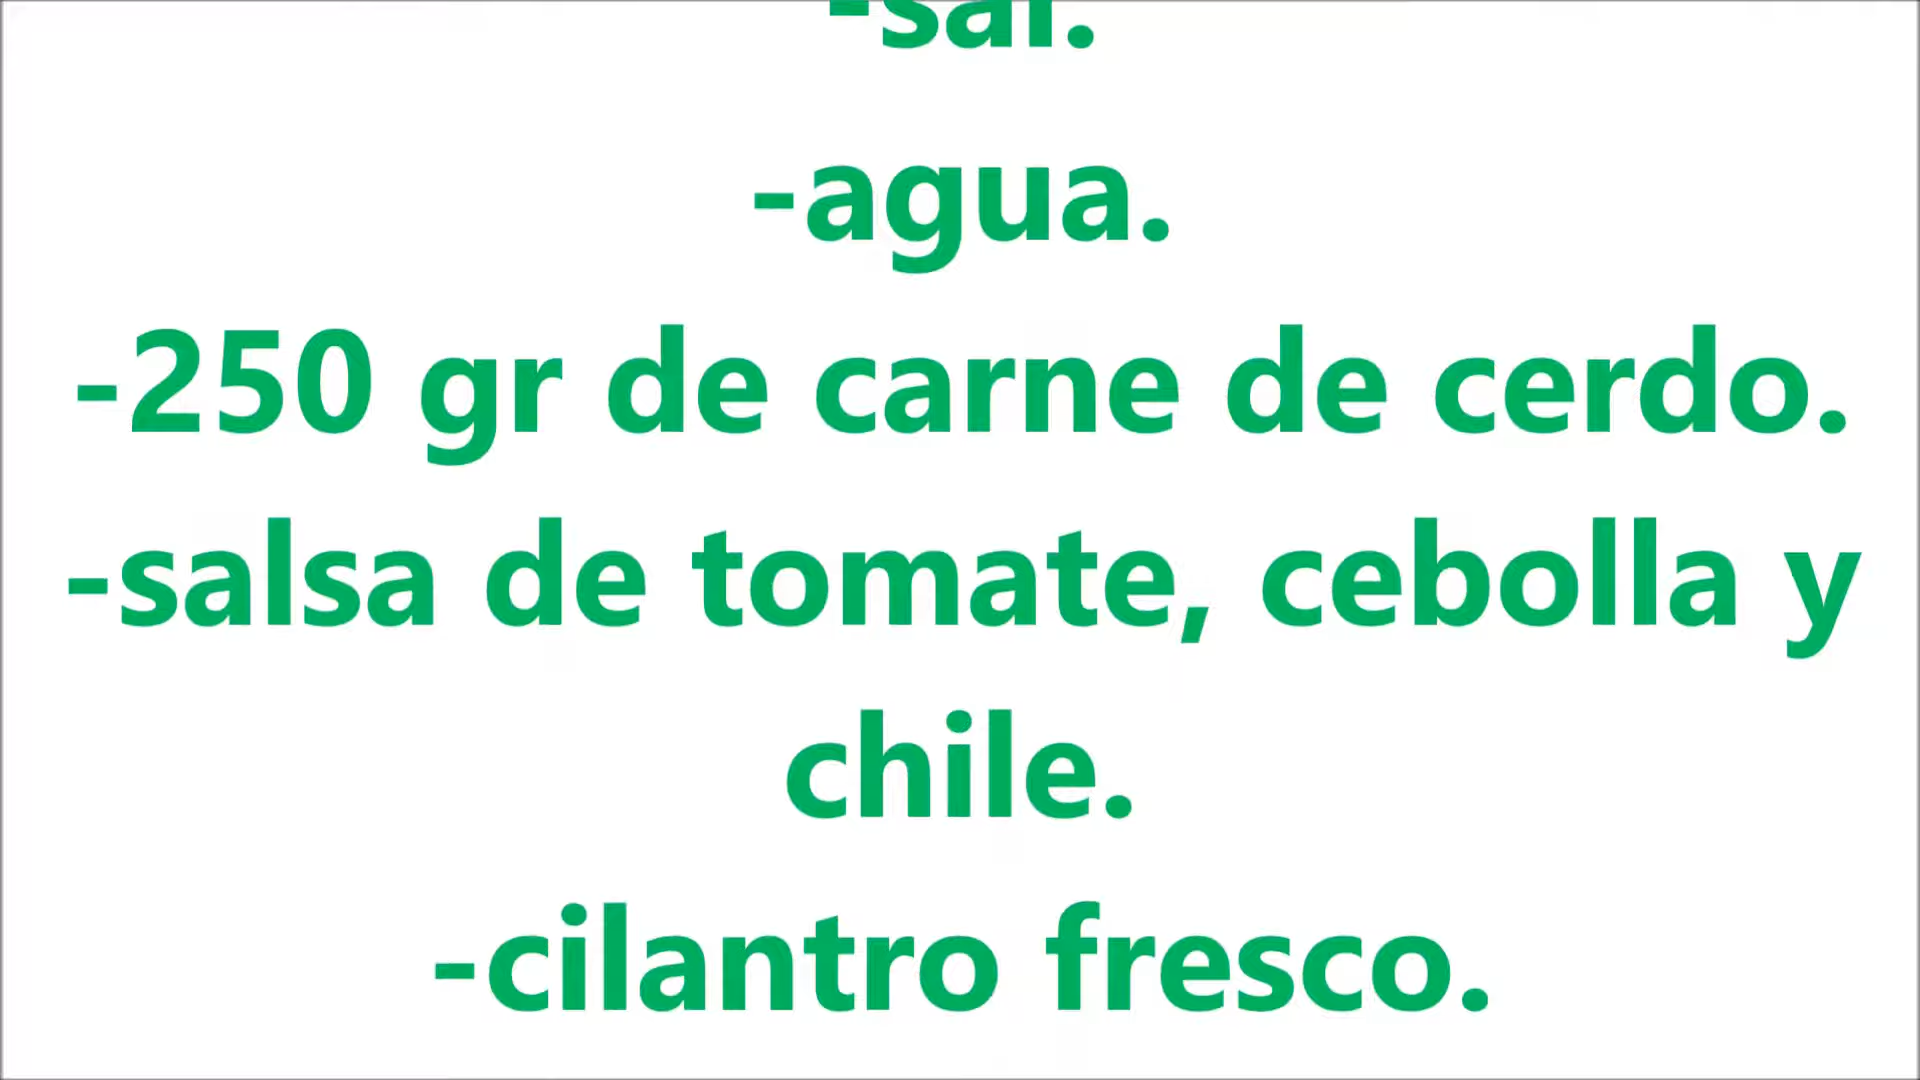 -sal.
-agua.
-250 gr de carne de cerdo.
-salsa de tomate, cebolla y
chile.
-cilantro fresco.